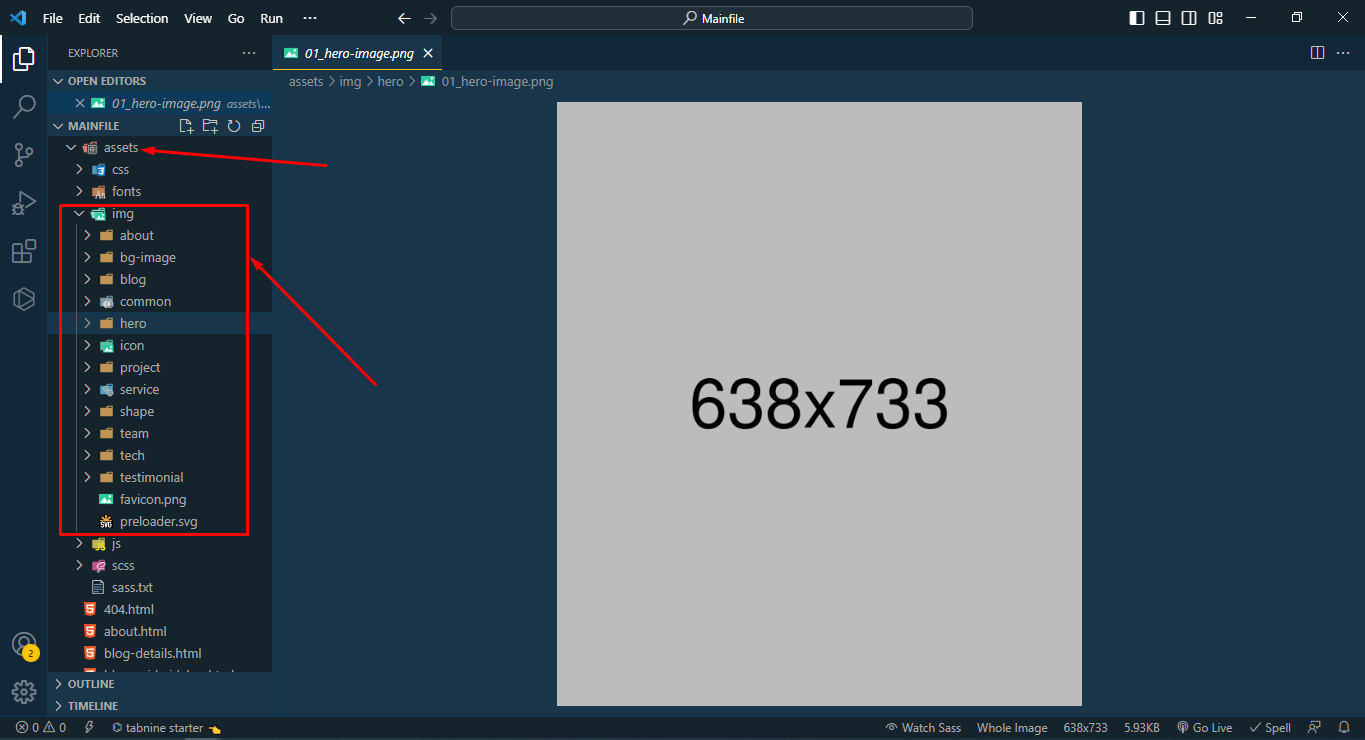 File Edit Selection View Go Run ··· Mainfile
EXPLORER ···
01_hero-image.png
OPEN EDITORS
01_hero-image.png assets\...
MAINFILE
assets
css
fonts
img
about
bg-image
blog
common
hero
icon
project
service
shape
team
tech
testimonial
favicon.png
preloader.svg
js
scss
sass.txt
404.html
about.html
blog-details.html
OUTLINE
TIMELINE
assets > img > hero > 01_hero-image.png
638x733
2
0 0 tabnine starter Watch Sass Whole Image 638x733 5.93KB Go Live Spell